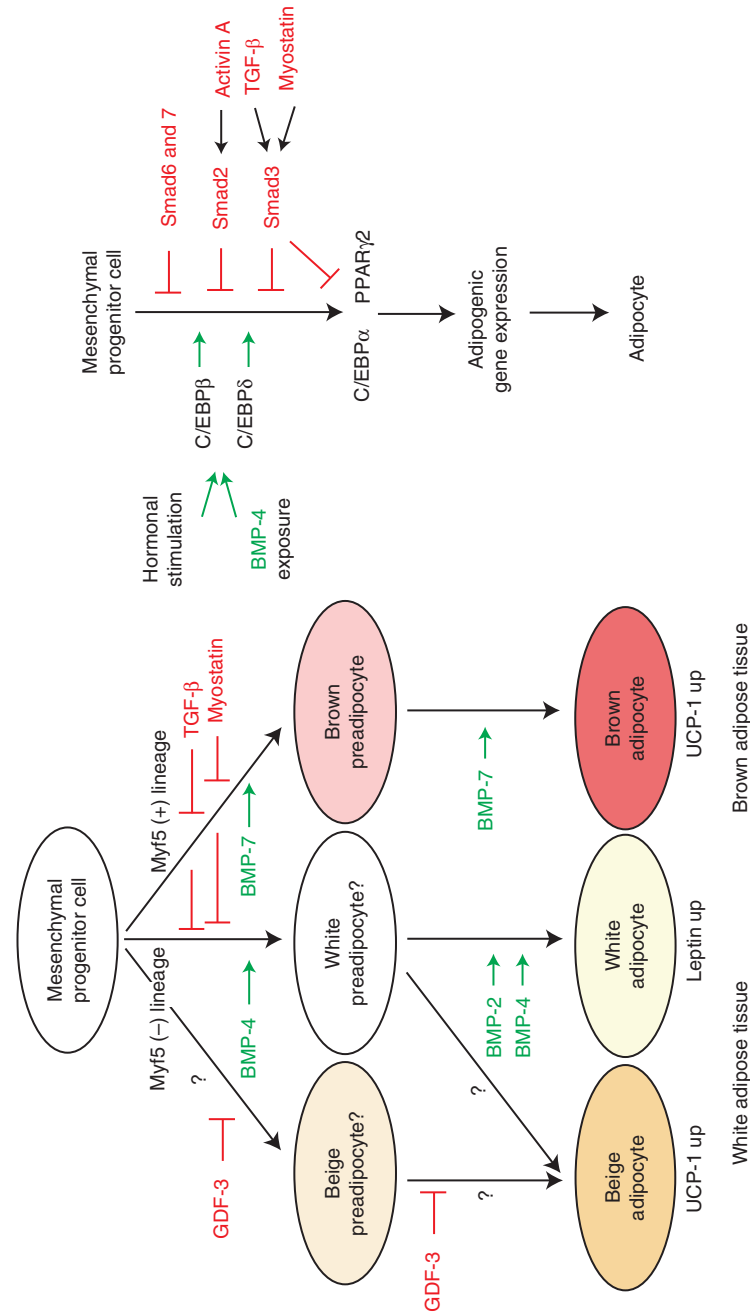 Mesenchymal
progenitor cell
Myf5 (–) lineage
Myf5 (+) lineage
?
TGF-β
Myostatin
GDF-3
BMP-4
BMP-7
Beige
preadipocyte?
White
preadipocyte?
Brown
preadipocyte
GDF-3
?
?
BMP-2
BMP-4
BMP-7
Beige
adipocyte
White
adipocyte
Brown
adipocyte
UCP-1 up
Leptin up
UCP-1 up
White adipose tissue
Brown adipose tissue
Mesenchymal
progenitor cell
Hormonal
stimulation
BMP-4
exposure
C/EBPβ
C/EBPδ
Smad6 and 7
Smad2
Smad3
Activin A
TGF-β
Myostatin
C/EBPα PPARγ2
Adipogenic
gene expression
Adipocyte